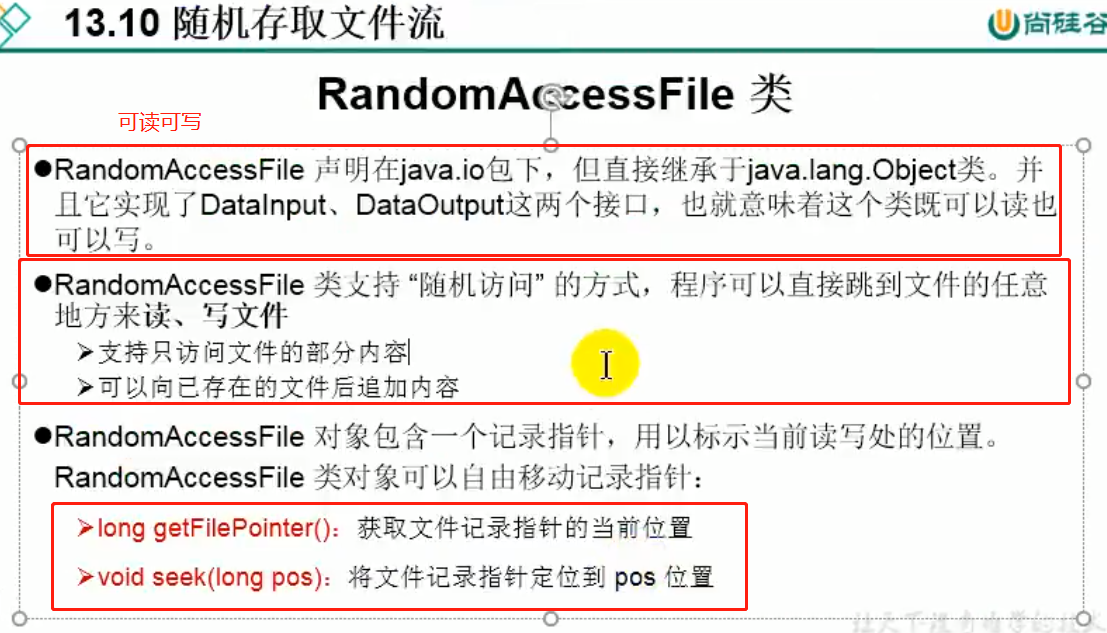 13.10 随机存取文件流
尚硅谷
RandomAccessFile 类
可读可写
●RandomAccessFile 声明在java.io包下，但直接继承于java.lang.Object类。并
且它实现了DataInput、DataOutput这两个接口，也就意味着这个类既可以读也
可以写。
●RandomAccessFile 类支持 “随机访问” 的方式，程序可以直接跳到文件的任意
地方来读、写文件
➢支持只访问文件的部分内容
➢可以向已存在的文件后追加内容
●RandomAccessFile 对象包含一个记录指针，用以标示当前读写处的位置。
RandomAccessFile 类对象可以自由移动记录指针：
➢long getFilePointer()：获取文件记录指针的当前位置
➢void seek(long pos)：将文件记录指针定位到 pos 位置